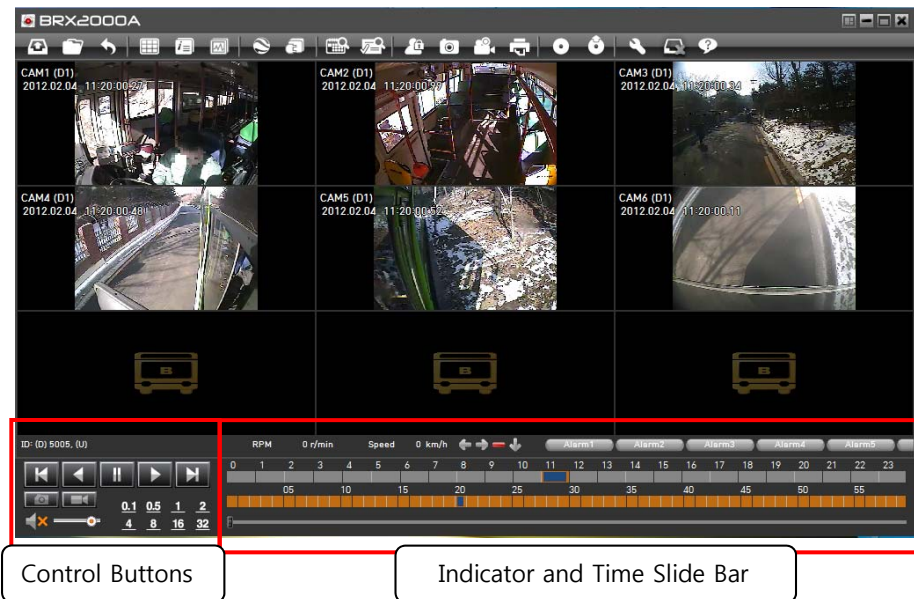 BRX2000A
CAM1 (D1)
2012.02.04 11:20:00.27
CAM2 (D1)
2012.02.04 11:20:00.97
CAM3 (D1)
2012.02.04 11:20:00.34
CAM4 (D1)
2012.02.04 11:20:00.48
CAM5 (D1)
2012.02.04 11:20:00.52
CAM6 (D1)
2012.02.04 11:20:00.11
B B B
ID: (D) 5005, (U)
RPM 0 r/min Speed 0 km/h Alarm1 Alarm2 Alarm3 Alarm4 Alarm5
0 1 2 3 4 5 6 7 8 9 10 11 12 13 14 15 16 17 18 19 20 21 22 23
05 10 15 20 25 30 35 40 45 50 55
0.1 0.5 1 2
4 8 16 32
Control Buttons
Indicator and Time Slide Bar